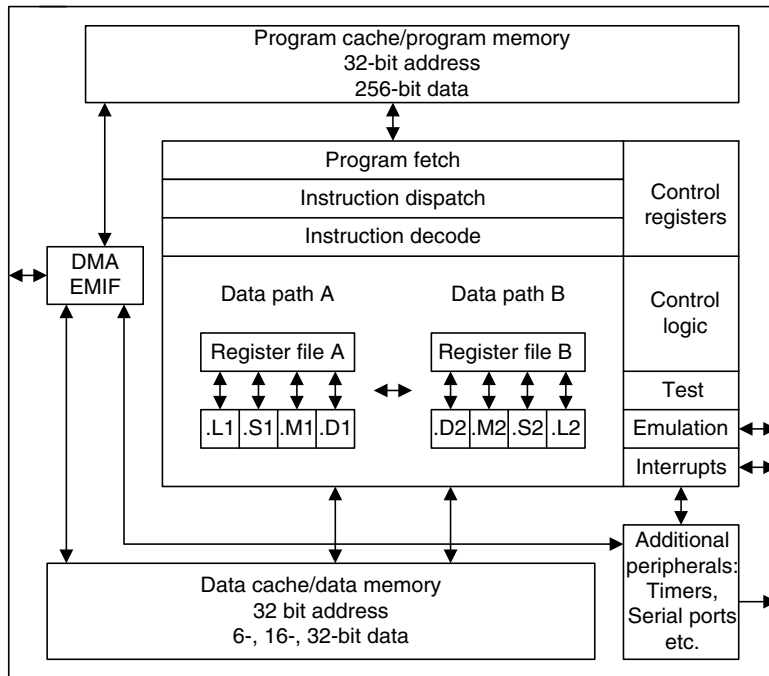 Program cache/program memory
32-bit address
256-bit data
Program fetch
Instruction dispatch
Instruction decode
Control
registers
DMA
EMIF
Data path A
Data path B
Control
logic
Register file A
Register file B
.L1 .S1 .M1 .D1
.D2 .M2 .S2 .L2
Test
Emulation
Interrupts
Data cache/data memory
32 bit address
6-, 16-, 32-bit data
Additional
peripherals:
Timers,
Serial ports
etc.